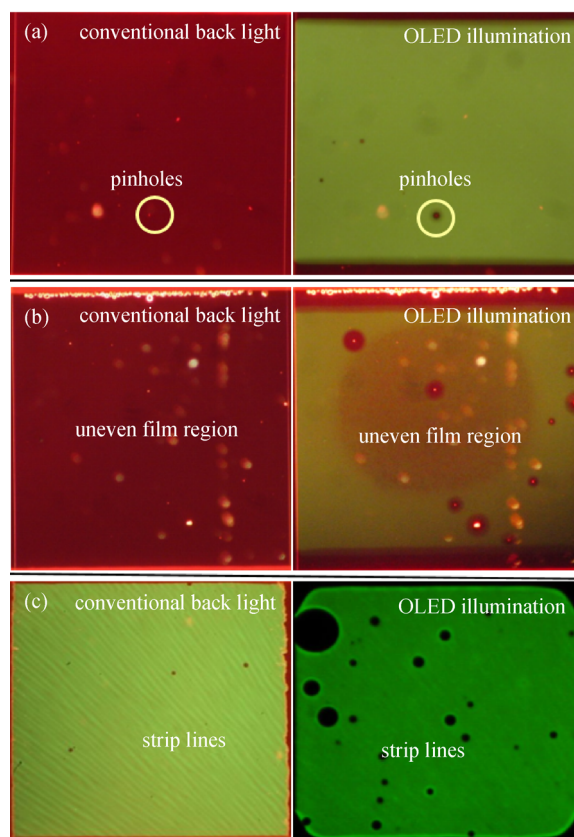 (a) conventional back light
OLED illumination
pinholes
pinholes
(b) conventional back light
OLED illumination
uneven film region
uneven film region
(c) conventional back light
OLED illumination
strip lines
strip lines